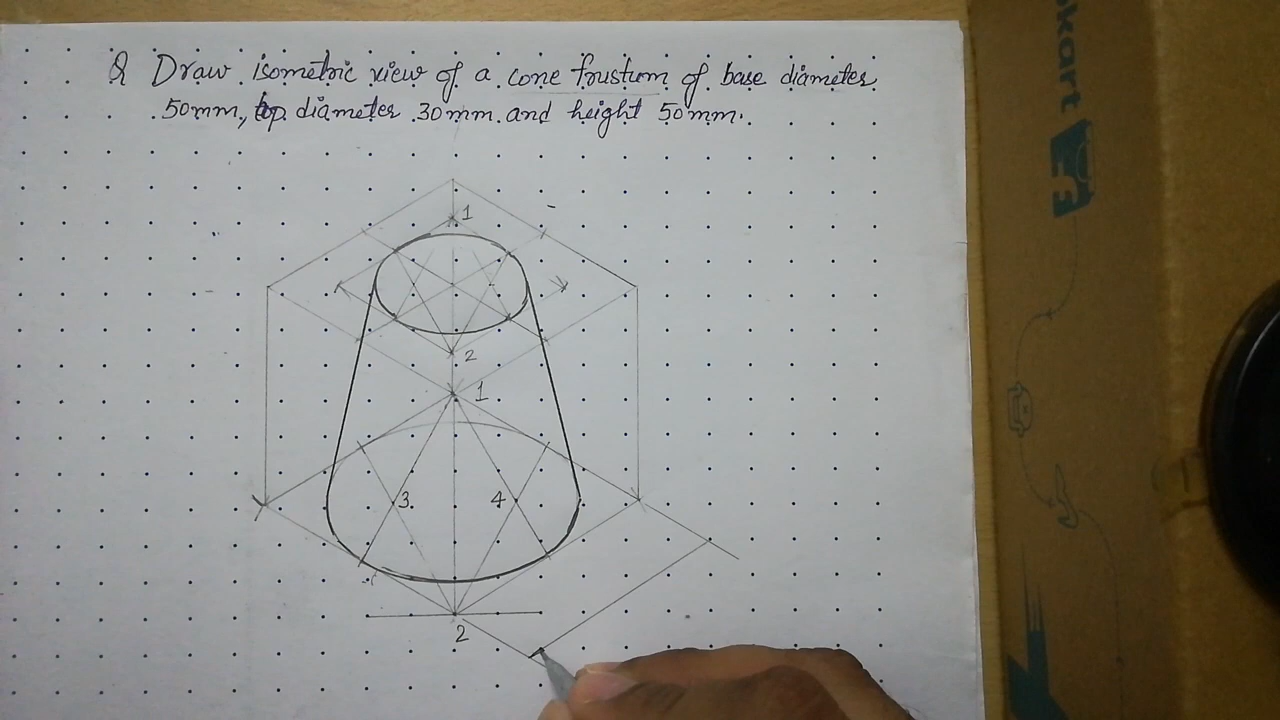 Q Draw isometric view of a cone frustum of base diameter
50mm, top diameter 30mm and height 50mm.
1
2
1
3 4
2
kart